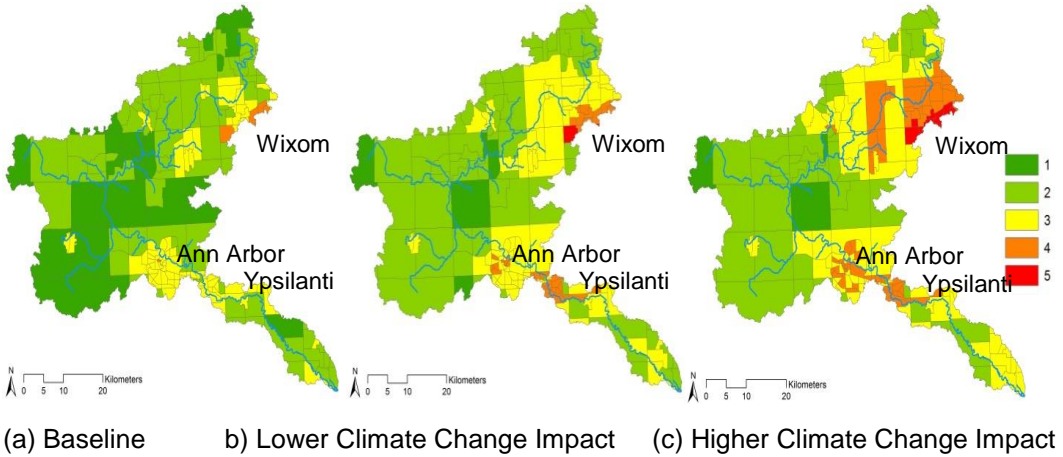 Wixom
Ann Arbor
Ypsilanti
N
0 5 10 20
Kilometers
Wixom
Ann Arbor
Ypsilanti
N
0 5 10 20
Kilometers
Wixom
Ann Arbor
Ypsilanti
N
0 5 10 20
Kilometers
1
2
3
4
5
(a) Baseline
b) Lower Climate Change Impact
(c) Higher Climate Change Impact